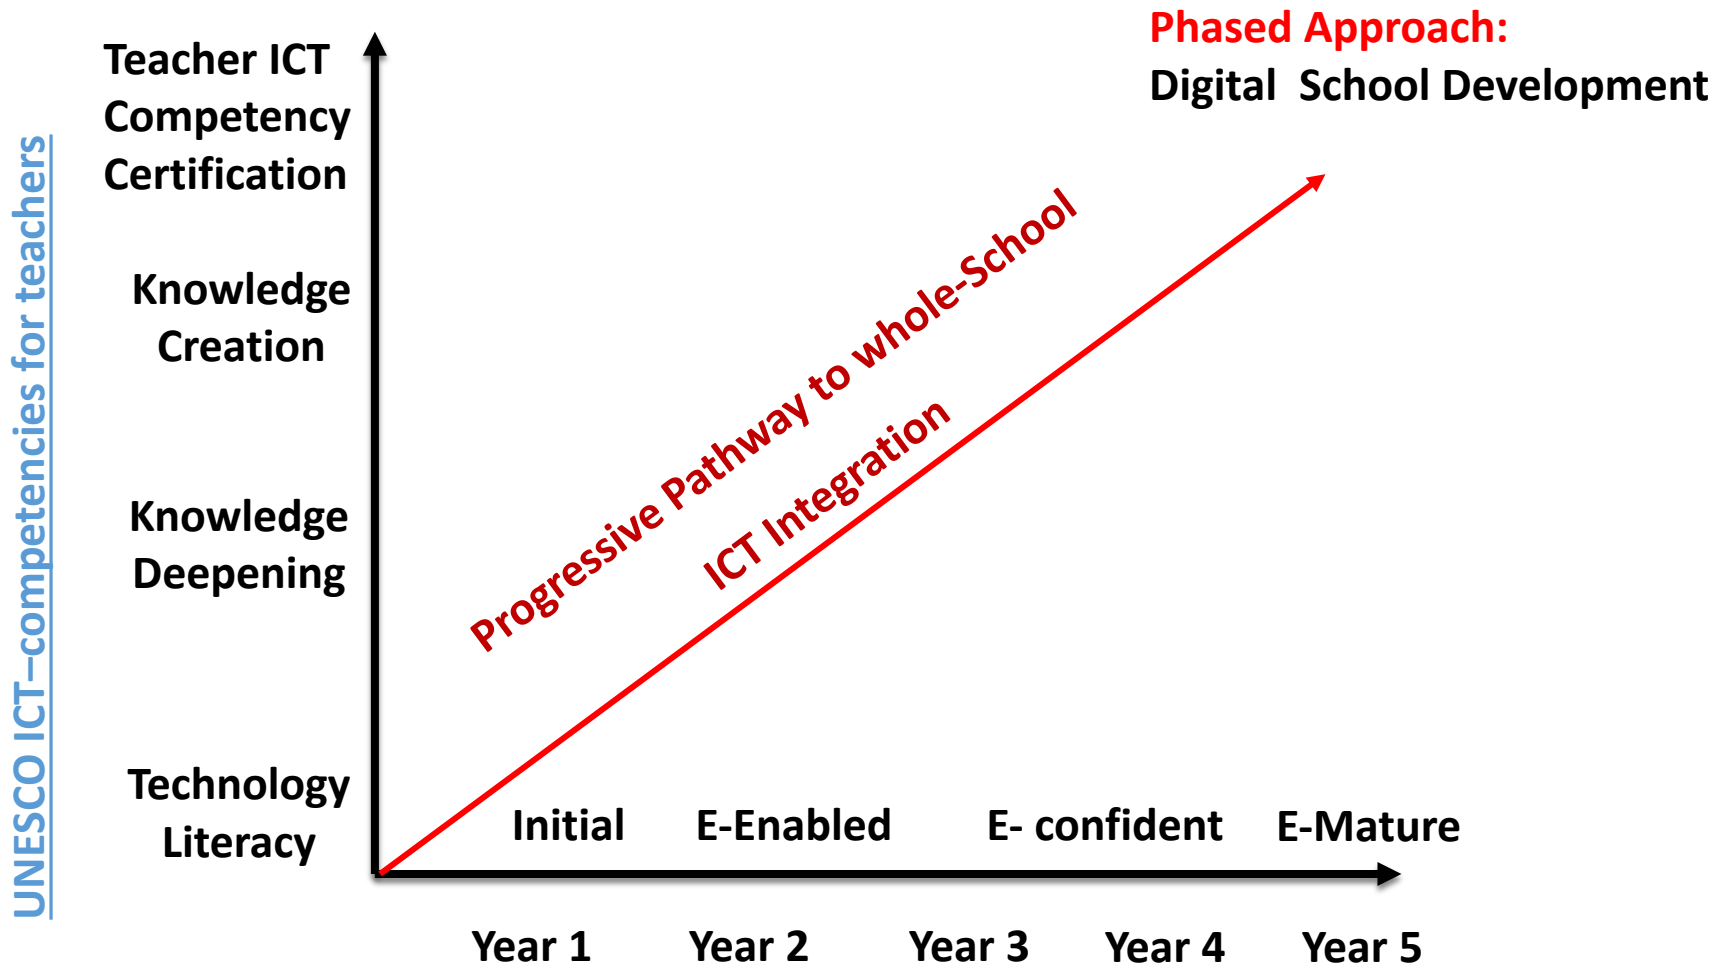 Phased Approach:
Digital  School Development
UNESCO ICT–competencies for teachers
Teacher ICT
Competency
Certification
Knowledge
Creation
Knowledge
Deepening
Technology
Literacy
Progressive Pathway to whole-School
ICT Integration
Initial
E-Enabled
E- confident
E-Mature
Year 1
Year 2
Year 3
Year 4
Year 5